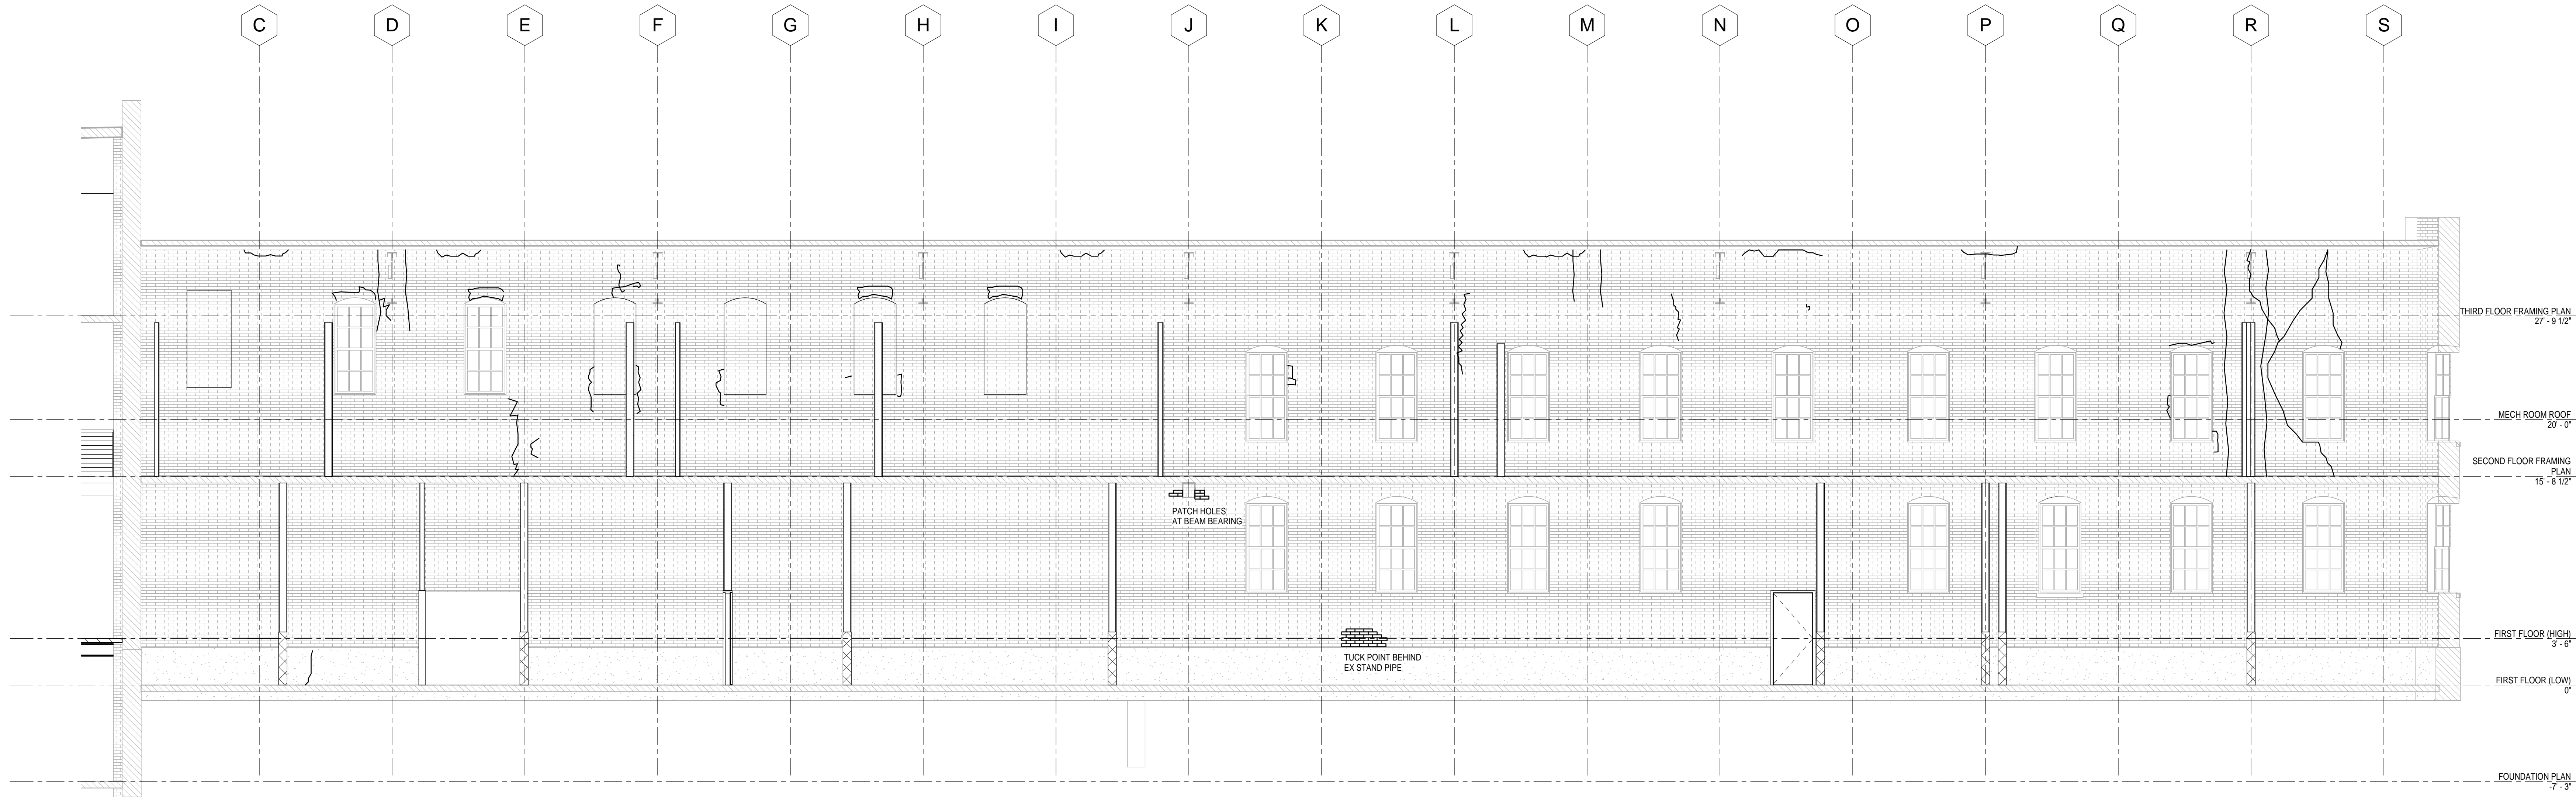 C D E F G H I J K L M N O P Q R S
THIRD FLOOR FRAMING PLAN
27' - 9 1/2"
MECH ROOM ROOF
20' - 0"
SECOND FLOOR FRAMING
PLAN
15' - 8 1/2"
PATCH HOLES
AT BEAM BEARING
FIRST FLOOR (HIGH)
3' - 6"
TUCK POINT BEHIND
EX STAND PIPE
FIRST FLOOR (LOW)
0"
FOUNDATION PLAN
-7' - 3"